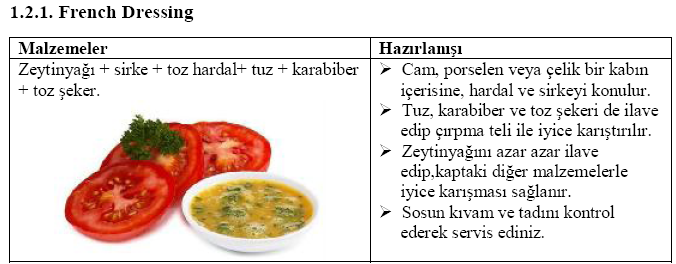 1.2.1. French Dressing
Malzemeler
Zeytinyağı + sirke + toz hardal+ tuz + karabiber
+ toz şeker.
Hazırlanışı
➢ Cam, porselen veya çelik bir kabın
içerisine, hardal ve sirkeyi konulur.
➢ Tuz, karabiber ve toz şekeri de ilave
edip çırpma teli ile iyice karıştırılır.
➢ Zeytinyağını azar azar ilave
edip,kaptaki diğer malzemelerle
iyice karışması sağlanır.
➢ Sosun kıvam ve tadını kontrol
ederek servis ediniz.